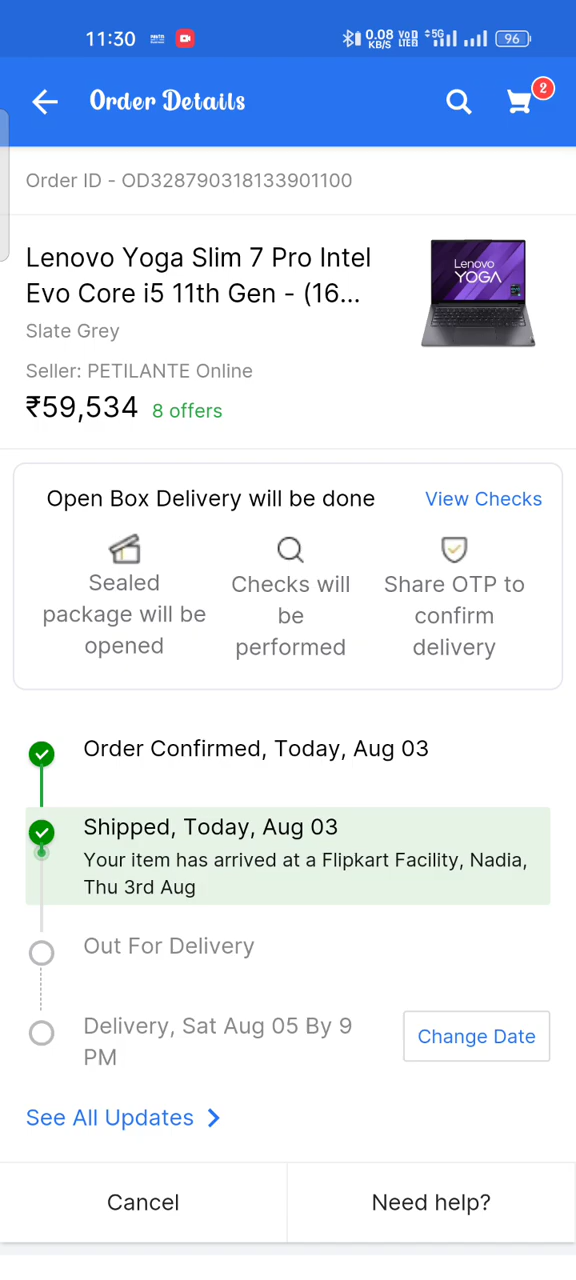 11:30
0.08 KB/S
VoD LTE2
5G
96
Order Details
2
Order ID - OD328790318133901100
Lenovo Yoga Slim 7 Pro Intel
Evo Core i5 11th Gen - (16...
Lenovo
YOGA
Slate Grey
Seller: PETILANTE Online
₹59,534 8 offers
Open Box Delivery will be done
View Checks
Sealed
package will be
opened
Checks will
be
performed
Share OTP to
confirm
delivery
Order Confirmed, Today, Aug 03
Shipped, Today, Aug 03
Your item has arrived at a Flipkart Facility, Nadia,
Thu 3rd Aug
Out For Delivery
Delivery, Sat Aug 05 By 9
PM
Change Date
See All Updates
Cancel
Need help?